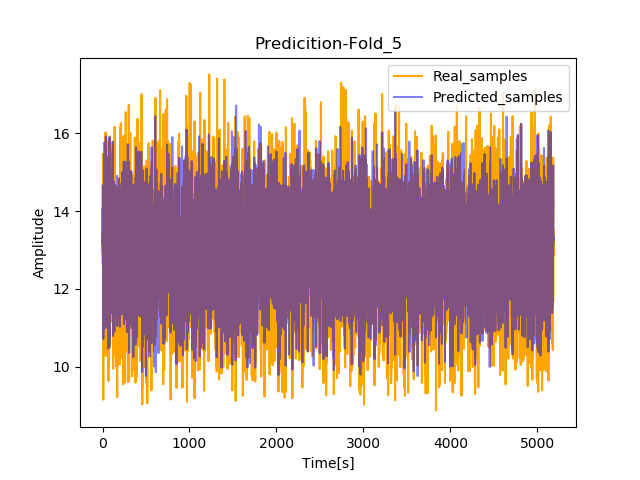 Predicition-Fold_5
Real_samples
Predicted_samples
16
14
12
10
Amplitude
0 1000 2000 3000 4000 5000
Time[s]